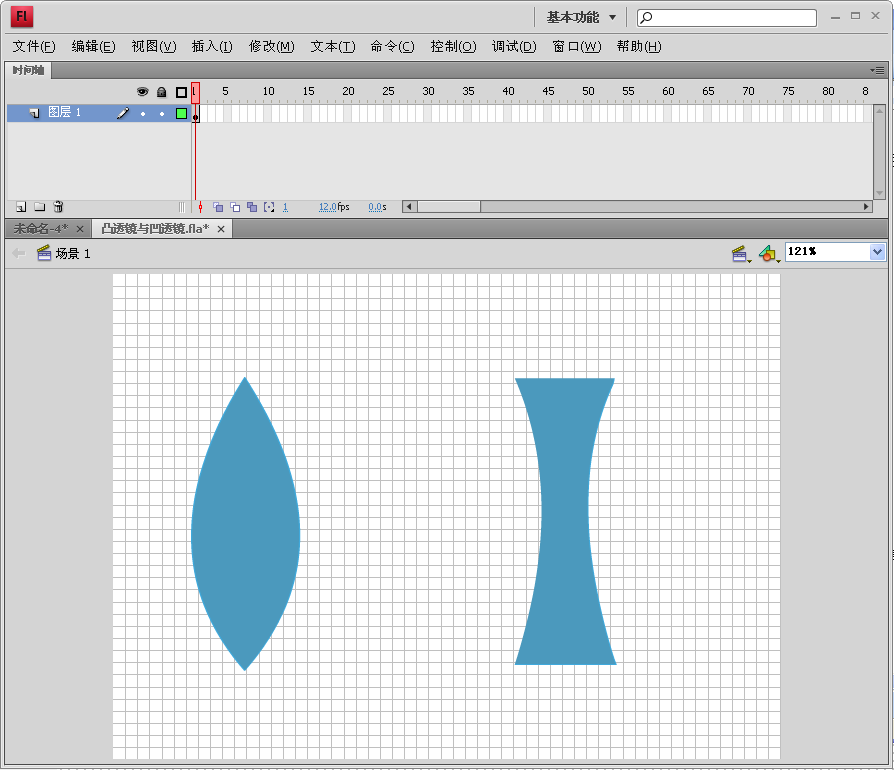 Fl 基本功能
文件(F) 编辑(E) 视图(V) 插入(I) 修改(M) 文本(T) 命令(C) 控制(O) 调试(D) 窗口(W) 帮助(H)
时间轴
1 5 10 15 20 25 30 35 40 45 50 55 60 65 70 75 80 8
图层 1
1 12.0fps 0.0s
未命名-4* 凸透镜与凹透镜.fla*
场景 1 121%